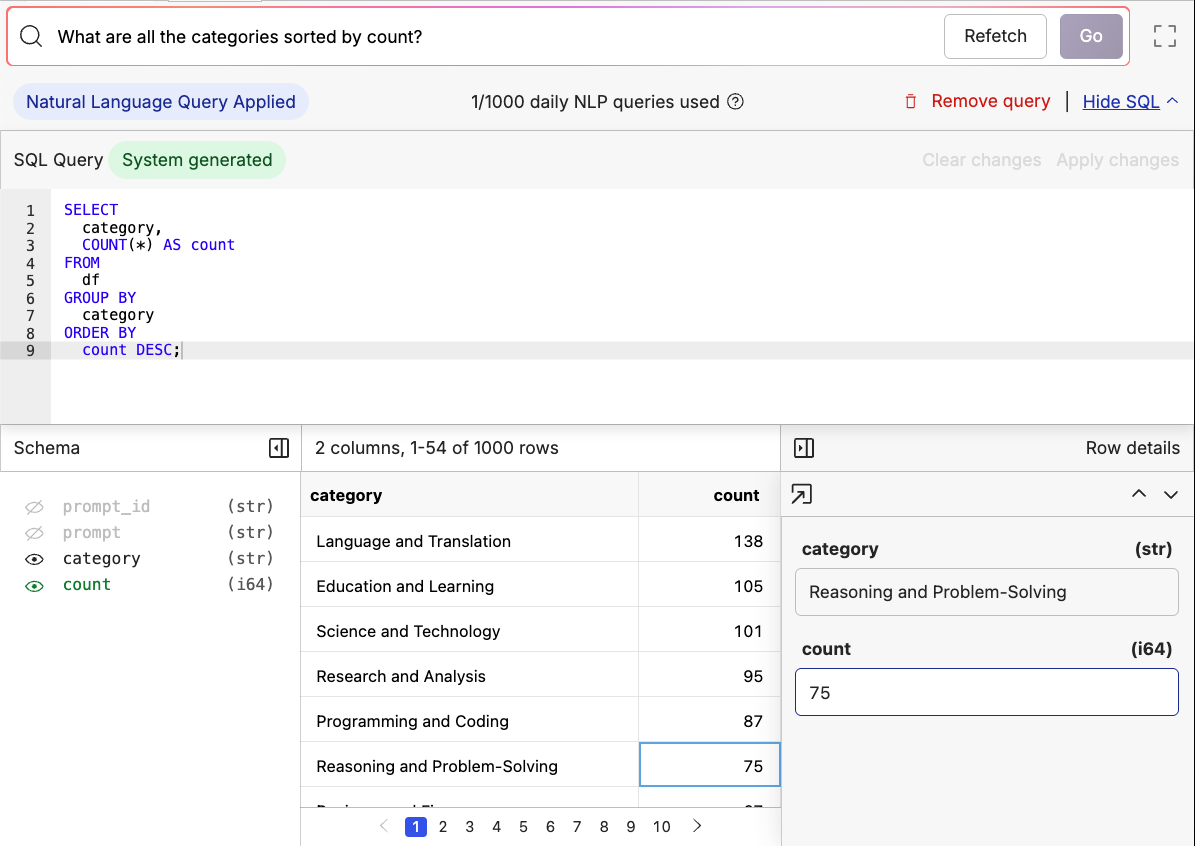 What are all the categories sorted by count?
Refetch
Go
Natural Language Query Applied
1/1000 daily NLP queries used
Remove query
Hide SQL
SQL Query
System generated
Clear changes
Apply changes
1 SELECT
2 category,
3 COUNT(*) AS count
4 FROM
5 df
6 GROUP BY
7 category
8 ORDER BY
9 count DESC;
Schema
2 columns, 1-54 of 1000 rows
Row details
prompt_id (str)
prompt (str)
category (str)
count (i64)
category count
Language and Translation 138
Education and Learning 105
Science and Technology 101
Research and Analysis 95
Programming and Coding 87
Reasoning and Problem-Solving 75
1 2 3 4 5 6 7 8 9 10
category (str)
Reasoning and Problem-Solving
count (i64)
75